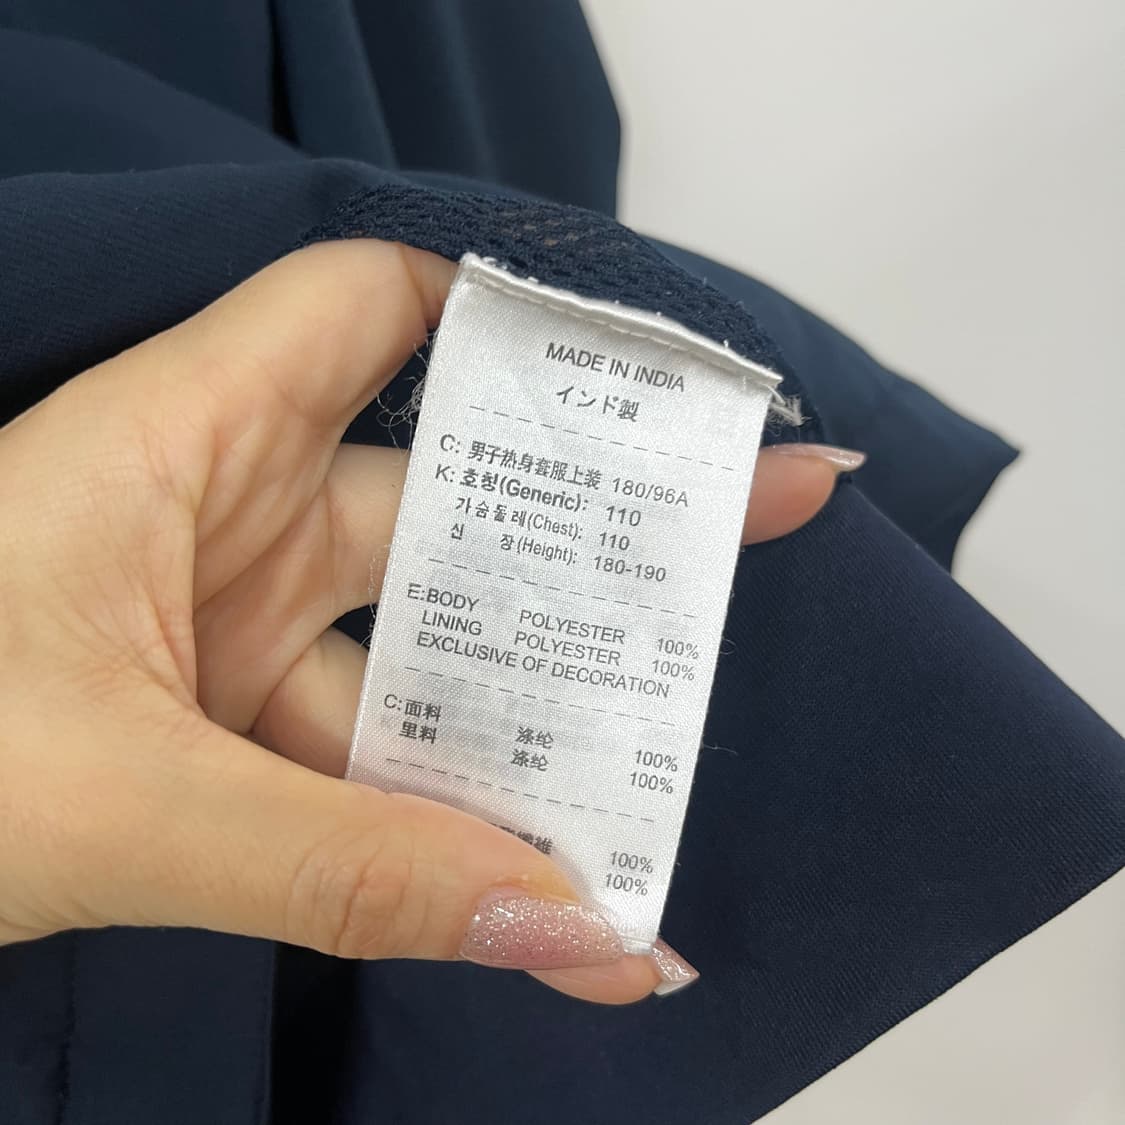 MADE IN INDIA
インド製
C: 男子热身套服上装 180/96A
K: 호칭(Generic): 110
가슴둘레(Chest): 110
신 장(Height): 180-190
E:BODY POLYESTER 100%
LINING POLYESTER 100%
EXCLUSIVE OF DECORATION
C:面料 涤纶 100%
里料 涤纶 100%
100%
100%